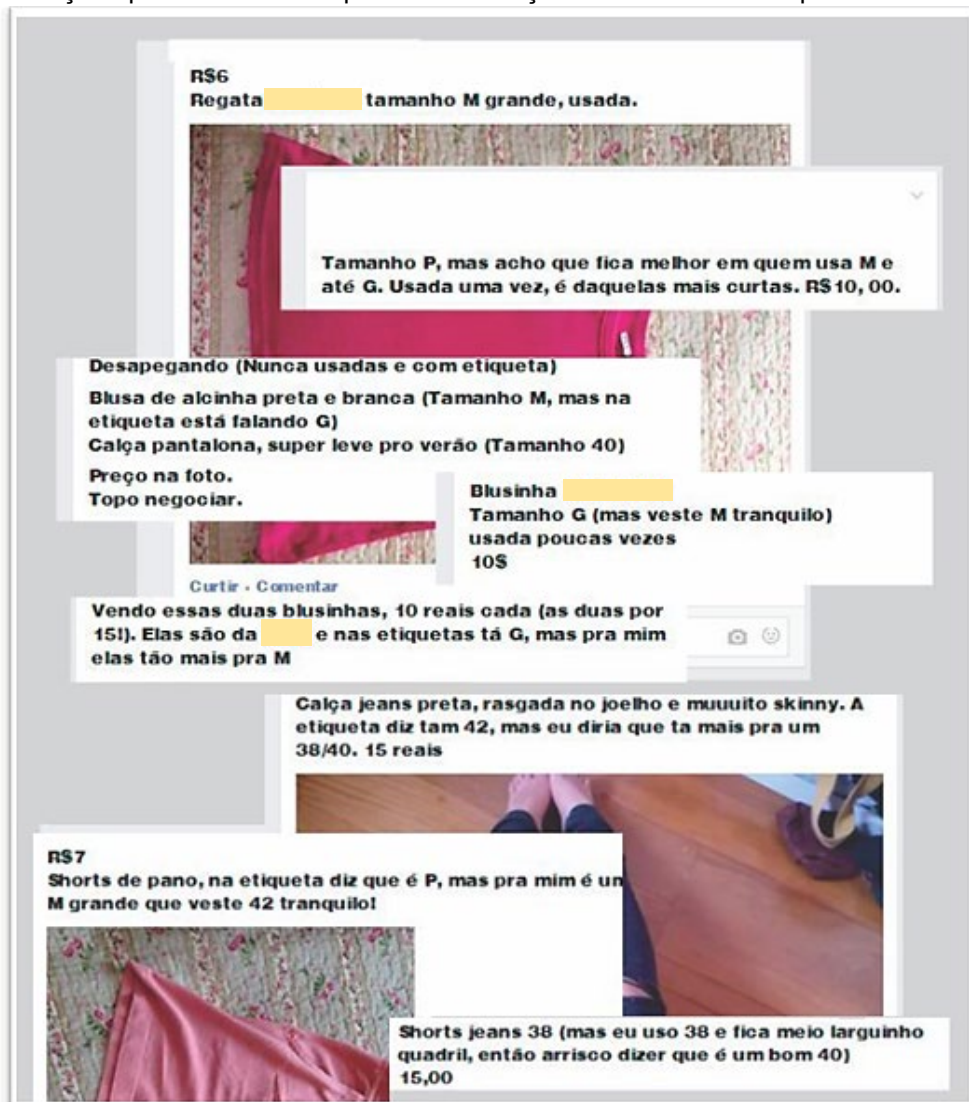 R$6
Regata tamanho M grande, usada.
Tamanho P, mas acho que fica melhor em quem usa M e
até G. Usada uma vez, é daquelas mais curtas. R$10, 00.
Desapegando (Nunca usadas e com etiqueta)
Blusa de alcinha preta e branca (Tamanho M, mas na
etiqueta está falando G)
Calça pantalona, super leve pro verão (Tamanho 40)
Preço na foto.
Topo negociar.
Blusinha
Tamanho G (mas veste M tranquilo)
usada poucas vezes
10$
Curtir · Comentar
Vendo essas duas blusinhas, 10 reais cada (as duas por
15!). Elas são da e nas etiquetas tá G, mas pra mim
elas tão mais pra M
Calça jeans preta, rasgada no joelho e muuuito skinny. A
etiqueta diz tam 42, mas eu diria que ta mais pra um
38/40. 15 reais
R$7
Shorts de pano, na etiqueta diz que é P, mas pra mim é un
M grande que veste 42 tranquilo!
Shorts jeans 38 (mas eu uso 38 e fica meio larguinho
quadril, então arrisco dizer que é um bom 40)
15,00